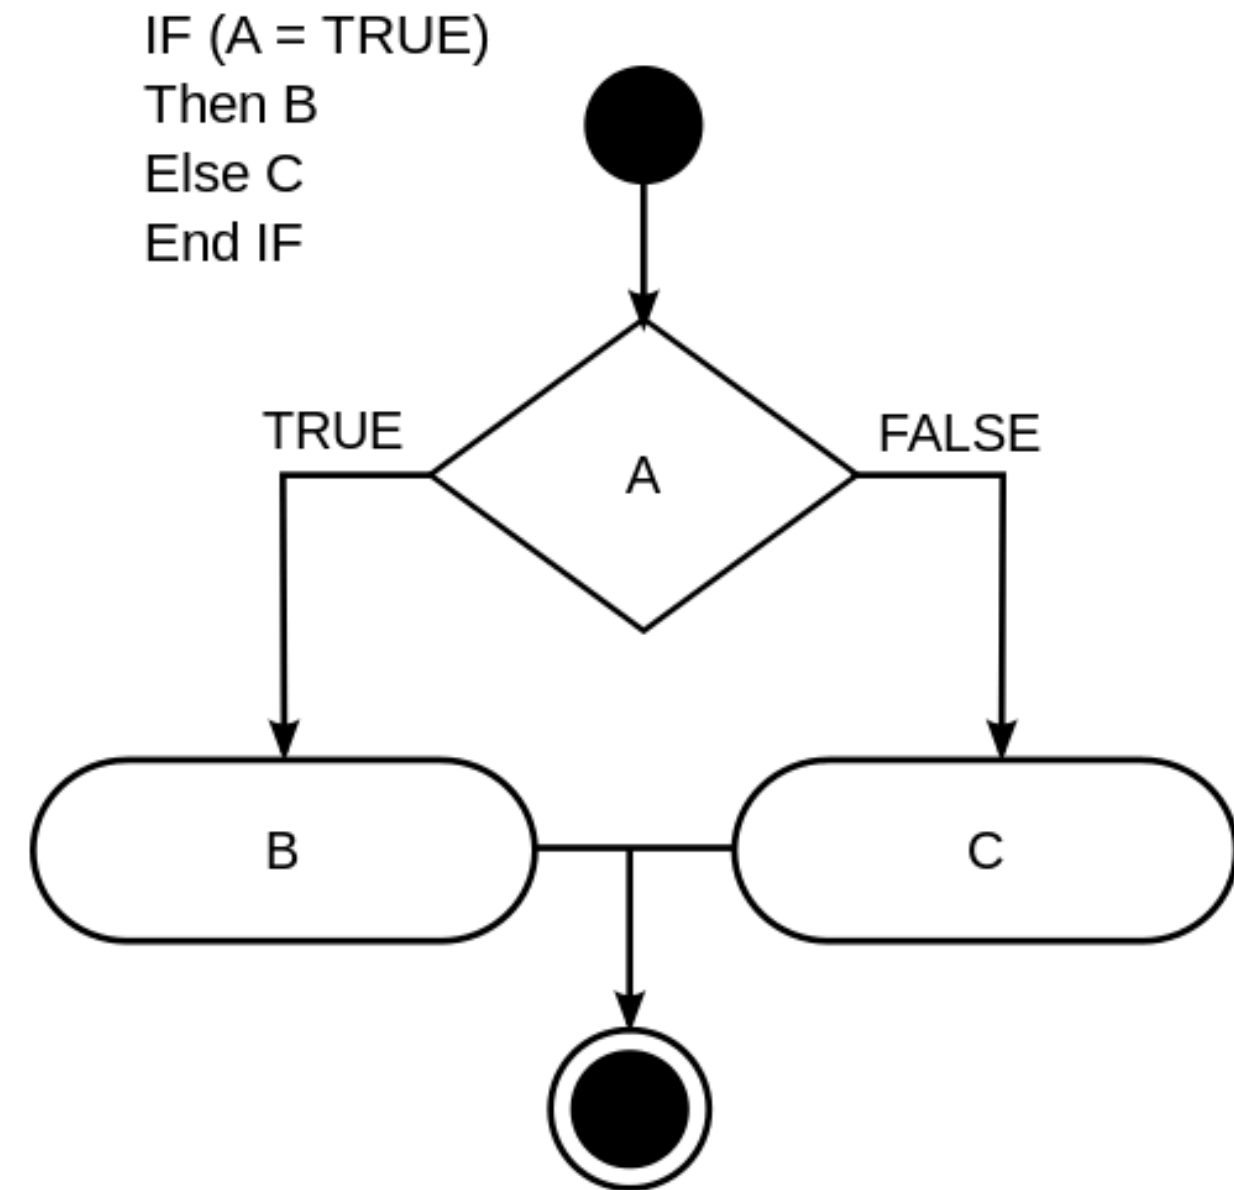 IF (A = TRUE)
Then B
Else C
End IF
TRUE
FALSE
A
B
C